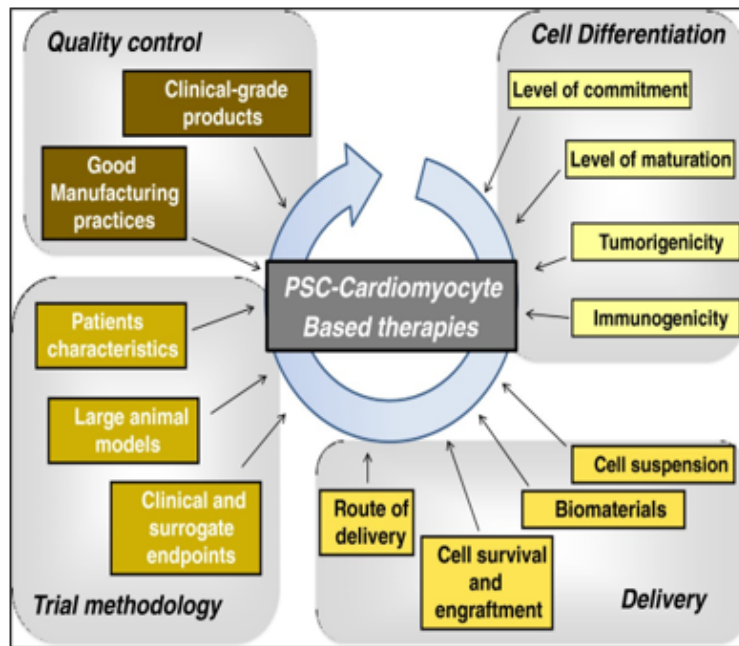 Quality control
Clinical-grade
products
Good
Manufacturing
practices
Cell Differentiation
Level of commitment
Level of maturation
Tumorigenicity
Immunogenicity
PSC-Cardiomyocyte
Based therapies
Patients
characteristics
Large animal
models
Clinical and
surrogate
endpoints
Trial methodology
Cell suspension
Biomaterials
Route of
delivery
Cell survival
and
engraftment
Delivery